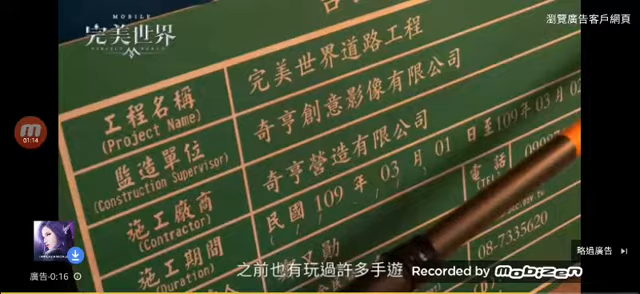 MOBILE
完美世界
PERFECT WORLD
瀏覽廣告客戶網頁
工程名稱
(Project Name)
完美世界道路工程
監造單位
(Construction Supervisor)
奇亨創意影像有限公司
施工廠商
(Contractor)
奇亨營造有限公司
施工期間
(Duration)
民國 109 年 03 月 01 日至 109 年 03 月 02
電話
(TEL)
08-7335620
01:14
略過廣告
廣告·0:16
之前也有玩過許多手遊
Recorded by mobizen